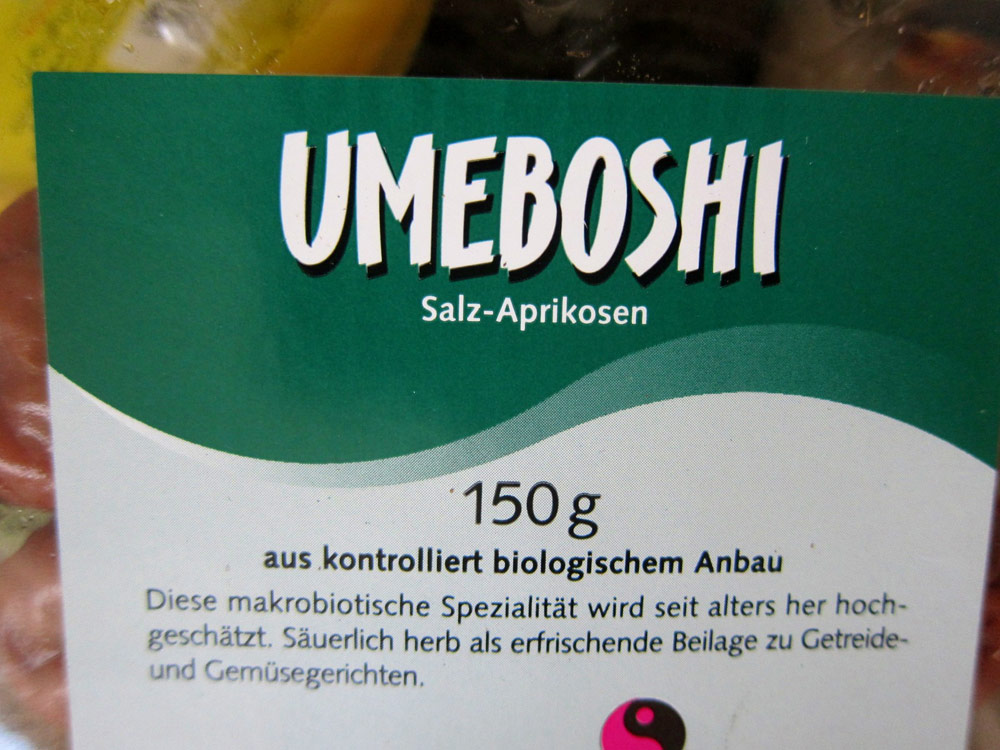 UMEBOSHI
Salz-Aprikosen
150 g
aus kontrolliert biologischem Anbau
Diese makrobiotische Spezialität wird seit alters her hoch-
geschätzt. Säuerlich herb als erfrischende Beilage zu Getreide-
und Gemüsegerichten.